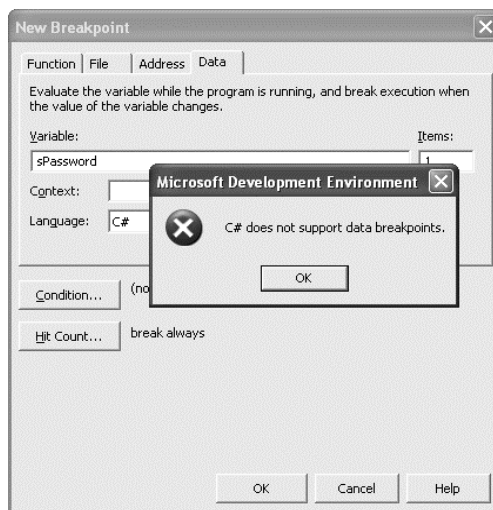 New Breakpoint
Function File Address Data
Evaluate the variable while the program is running, and break execution when
the value of the variable changes.
Variable: Items:
sPassword 1
Microsoft Development Environment
Context:
C# does not support data breakpoints.
Language: C#
OK
Condition... (no
Hit Count... break always
OK Cancel Help